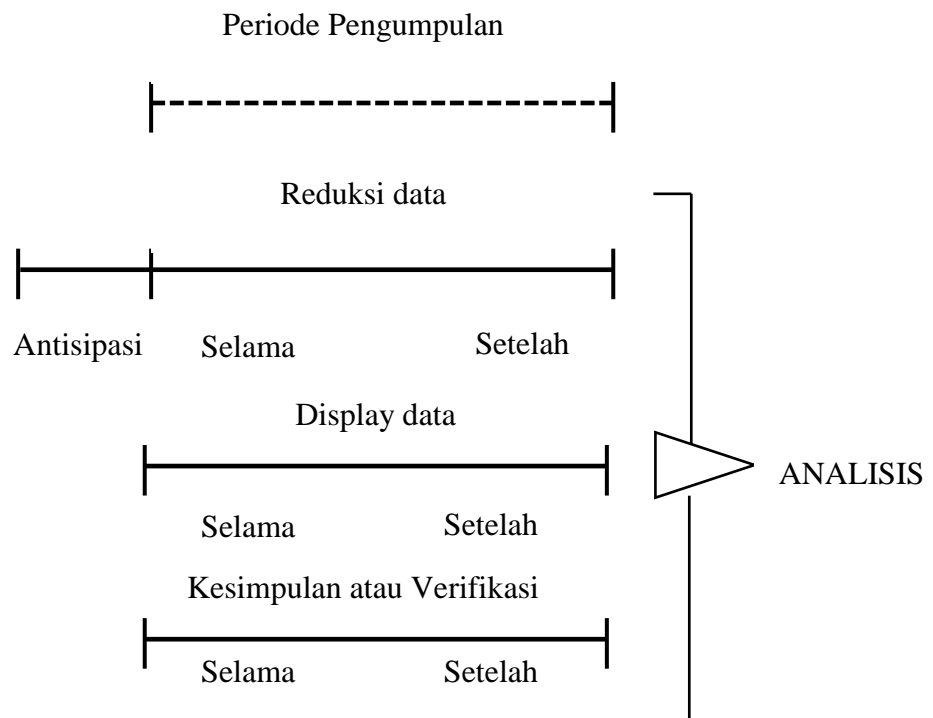 Periode Pengumpulan
Reduksi data
Antisipasi Selama Setelah
Display data
ANALISIS
Selama Setelah
Kesimpulan atau Verifikasi
Selama Setelah